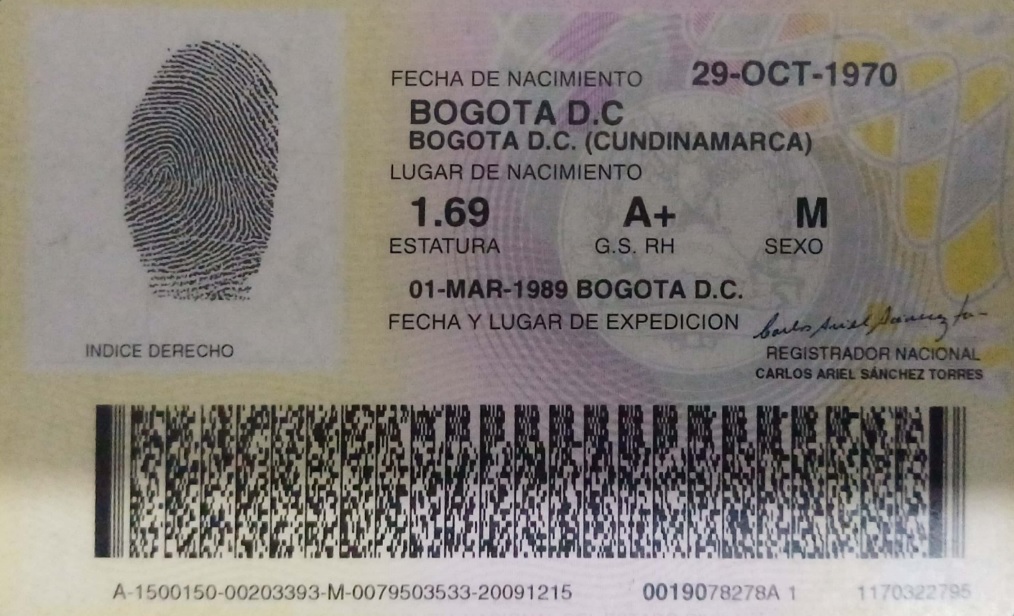 FECHA DE NACIMIENTO 29-OCT-1970
BOGOTA D.C
BOGOTA D.C. (CUNDINAMARCA)
LUGAR DE NACIMIENTO
1.69 A+ M
ESTATURA G.S. RH SEXO
01-MAR-1989 BOGOTA D.C.
FECHA Y LUGAR DE EXPEDICION
INDICE DERECHO
REGISTRADOR NACIONAL
CARLOS ARIEL SÁNCHEZ TORRES
A-1500150-00203393-M-0079503533-20091215 0019078278A 1 1170322795